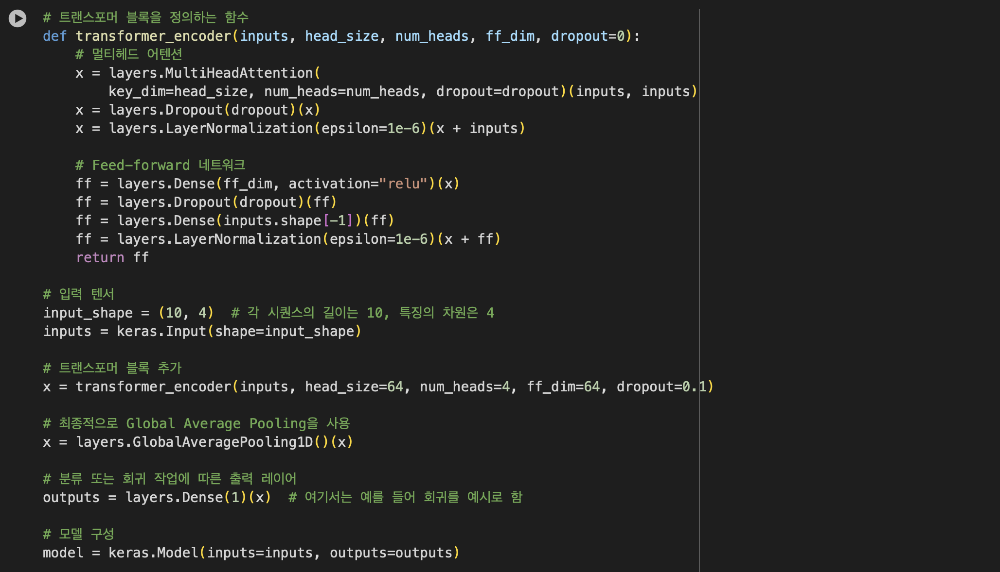 # 트랜스포머 블록을 정의하는 함수
def transformer_encoder(inputs, head_size, num_heads, ff_dim, dropout=0):
    # 멀티헤드 어텐션
    x = layers.MultiHeadAttention(
        key_dim=head_size, num_heads=num_heads, dropout=dropout)(inputs, inputs)
    x = layers.Dropout(dropout)(x)
    x = layers.LayerNormalization(epsilon=1e-6)(x + inputs)

    # Feed-forward 네트워크
    ff = layers.Dense(ff_dim, activation="relu")(x)
    ff = layers.Dropout(dropout)(ff)
    ff = layers.Dense(inputs.shape[-1])(ff)
    ff = layers.LayerNormalization(epsilon=1e-6)(x + ff)
    return ff

# 입력 텐서
input_shape = (10, 4)  # 각 시퀀스의 길이는 10, 특징의 차원은 4
inputs = keras.Input(shape=input_shape)

# 트랜스포머 블록 추가
x = transformer_encoder(inputs, head_size=64, num_heads=4, ff_dim=64, dropout=0.1)

# 최종적으로 Global Average Pooling을 사용
x = layers.GlobalAveragePooling1D()(x)

# 분류 또는 회귀 작업에 따른 출력 레이어
outputs = layers.Dense(1)(x)  # 여기서는 예를 들어 회귀를 예시로 함

# 모델 구성
model = keras.Model(inputs=inputs, outputs=outputs)